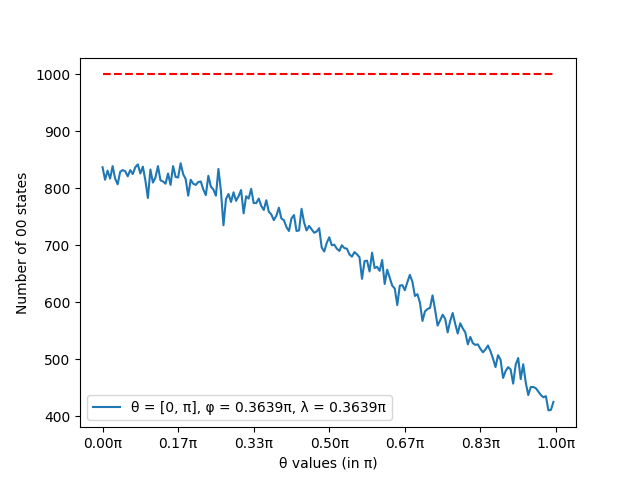 1000
900
800
700
600
500
400
Number of 00 states
θ = [0, π], φ = 0.3639π, λ = 0.3639π
0.00π 0.17π 0.33π 0.50π 0.67π 0.83π 1.00π
θ values (in π)